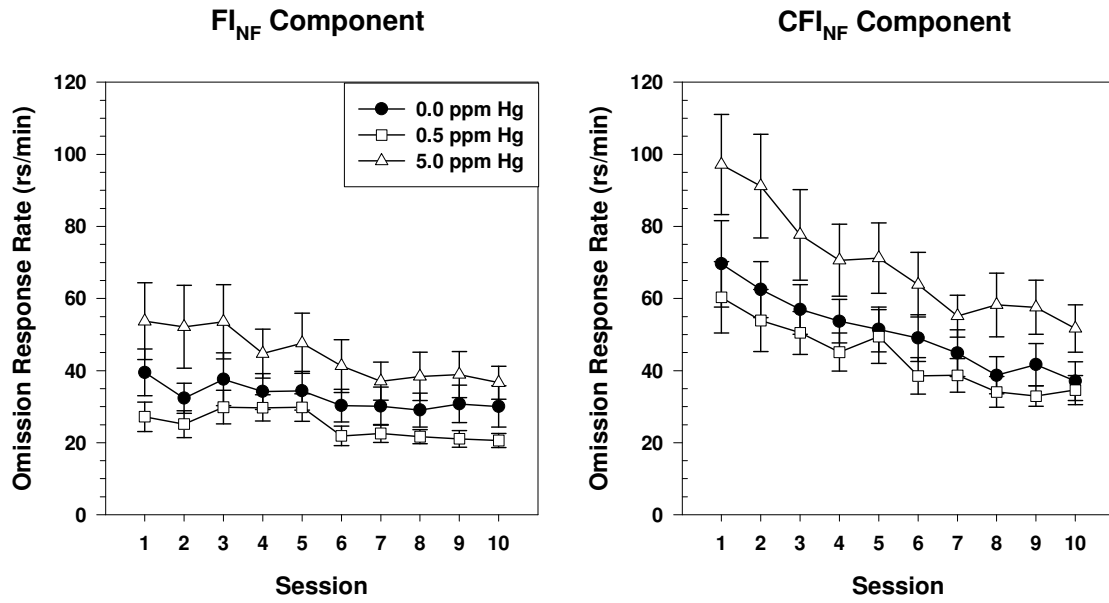 FI_NF Component
Omission Response Rate (rs/min)
120
100
80
60
40
20
0
0.0 ppm Hg
0.5 ppm Hg
5.0 ppm Hg
1 2 3 4 5 6 7 8 9 10
Session
CFI_NF Component
Omission Response Rate (rs/min)
120
100
80
60
40
20
0
1 2 3 4 5 6 7 8 9 10
Session